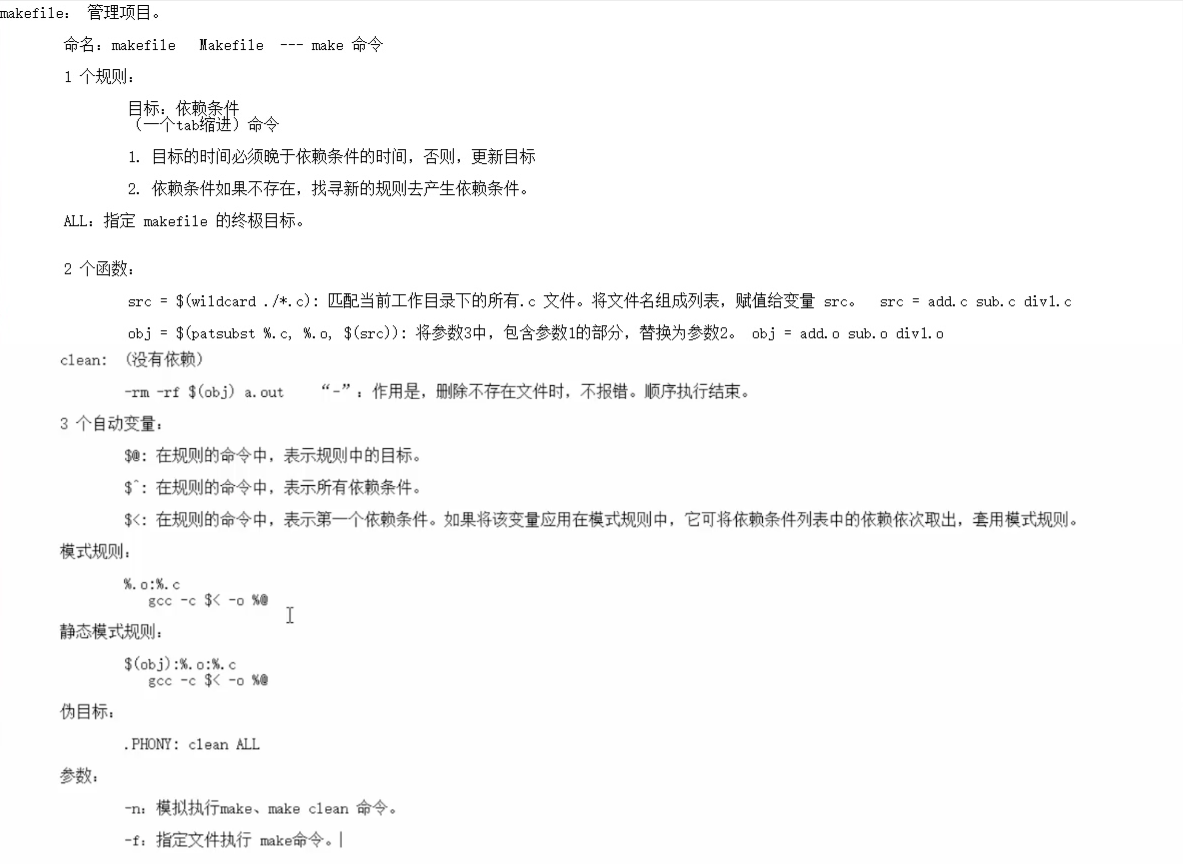 makefile: 管理项目。
命名：makefile Makefile --- make 命令
1 个规则：
目标：依赖条件
（一个tab缩进）命令
1. 目标的时间必须晚于依赖条件的时间，否则，更新目标
2. 依赖条件如果不存在，找寻新的规则去产生依赖条件。
ALL：指定 makefile 的终极目标。
2 个函数：
src = $(wildcard ./*.c): 匹配当前工作目录下的所有.c 文件。将文件名组成列表，赋值给变量 src。 src = add.c sub.c div1.c
obj = $(patsubst %.c, %.o, $(src)): 将参数3中，包含参数1的部分，替换为参数2。 obj = add.o sub.o div1.o
clean: （没有依赖）
-rm -rf $(obj) a.out “-”：作用是，删除不存在文件时，不报错。顺序执行结束。
3 个自动变量：
$@: 在规则的命令中，表示规则中的目标。
$^: 在规则的命令中，表示所有依赖条件。
$<: 在规则的命令中，表示第一个依赖条件。如果将该变量应用在模式规则中，它可将依赖条件列表中的依赖依次取出，套用模式规则。
模式规则：
%.o:%.c
gcc -c $< -o %@
静态模式规则：
$(obj):%.o:%.c
gcc -c $< -o %@
伪目标：
.PHONY: clean ALL
参数：
-n：模拟执行make、make clean 命令。
-f：指定文件执行 make命令。